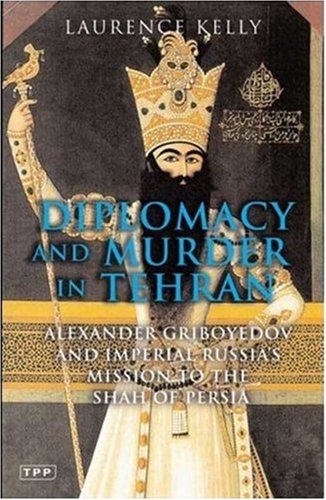 LAURENCE KELLY
DIPLOMACY
AND MURDER
IN TEHRAN
ALEXANDER GRIBOYEDOV
AND IMPERIAL RUSSIA'S
MISSION TO THE
SHAH OF PERSIA
TPP